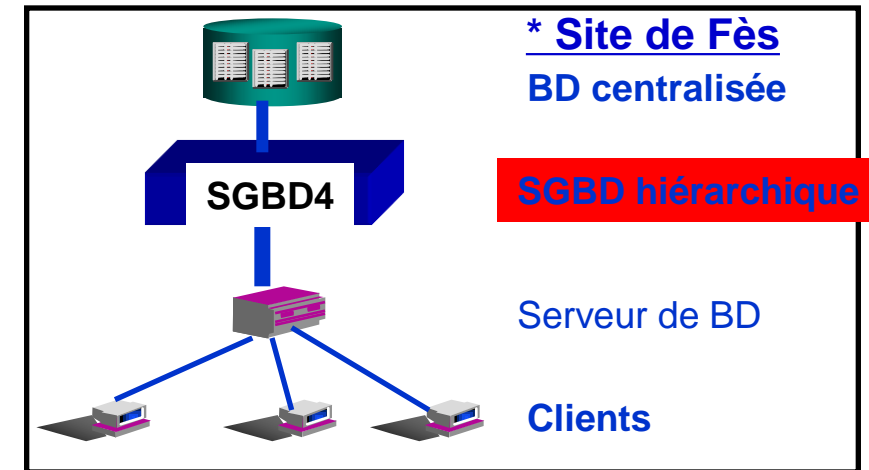 * Site de Fès
BD centralisée
SGBD4
SGBD hiérarchique
Serveur de BD
Clients